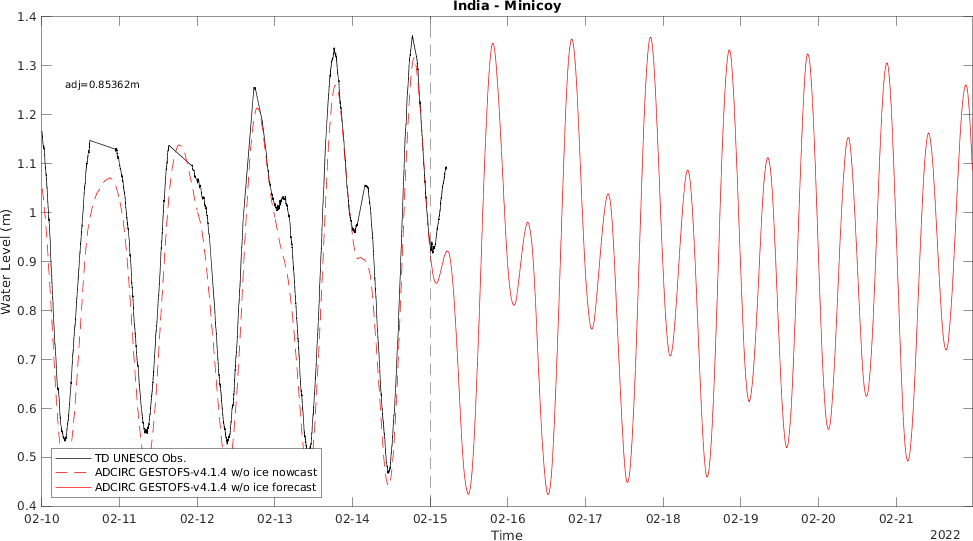 India - Minicoy
1.4
1.3
1.2
1.1
1
0.9
0.8
0.7
0.6
0.5
0.4
Water Level (m)
adj=0.85362m
TD UNESCO Obs.
ADCIRC GESTOFS-v4.1.4 w/o ice nowcast
ADCIRC GESTOFS-v4.1.4 w/o ice forecast
02-10 02-11 02-12 02-13 02-14 02-15 02-16 02-17 02-18 02-19 02-20 02-21
Time
2022